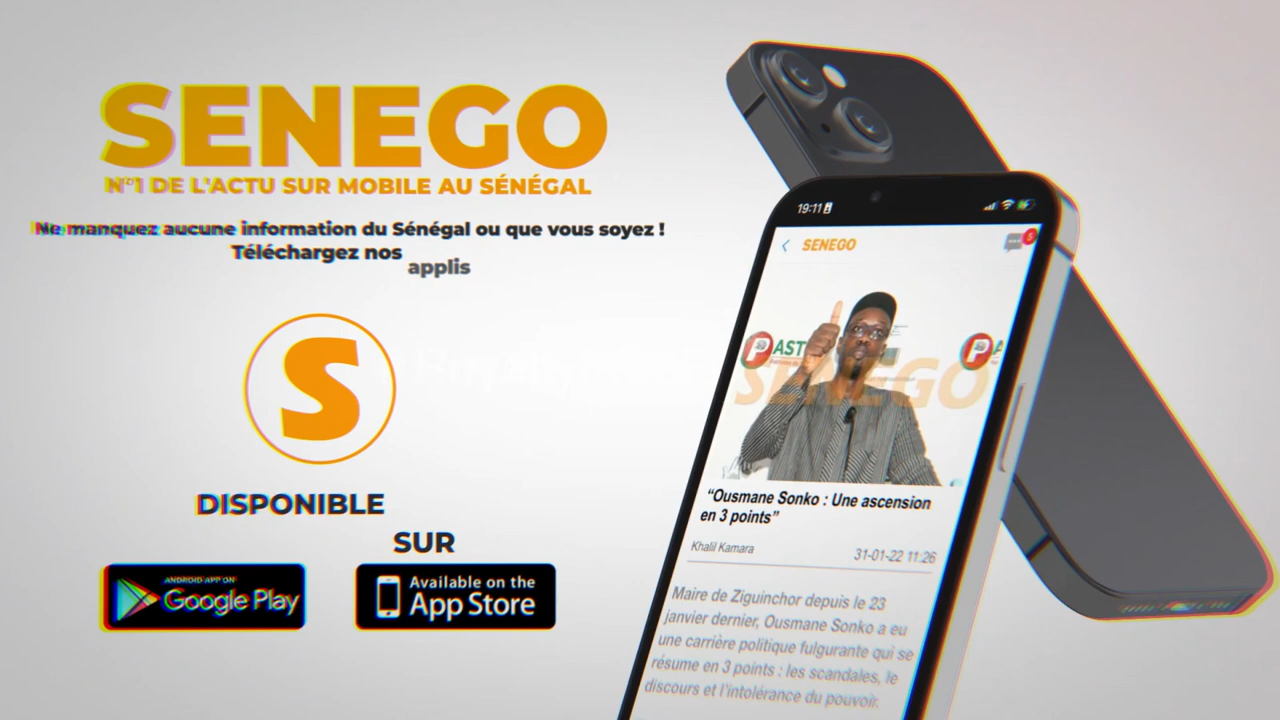 SENEGO
N°1 DE L'ACTU SUR MOBILE AU SÉNÉGAL
Ne manquez aucune information du Sénégal ou que vous soyez !
Téléchargez nos
applis
S
DISPONIBLE
SUR
ANDROID APP ON
Google Play
Available on the
App Store
19:11
SENEGO
5
PAST
SENEGO
“Ousmane Sonko : Une ascension
en 3 points”
Khalil Kamara
31-01-22 11:26
Maire de Ziguinchor depuis le 23
janvier dernier, Ousmane Sonko a eu
une carrière politique fulgurante qui se
résume en 3 points : les scandales, le
discours et l'intolérance du pouvoir.